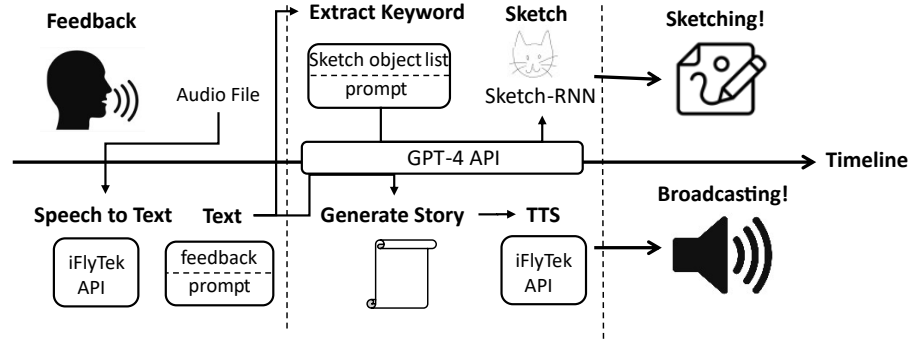 Feedback
Extract Keyword
Sketch
Sketching!
Sketch object list
prompt
Audio File
Sketch-RNN
GPT-4 API
Timeline
Speech to Text
Text
Generate Story
TTS
Broadcasting!
iFlyTek
API
feedback
prompt
iFlyTek
API